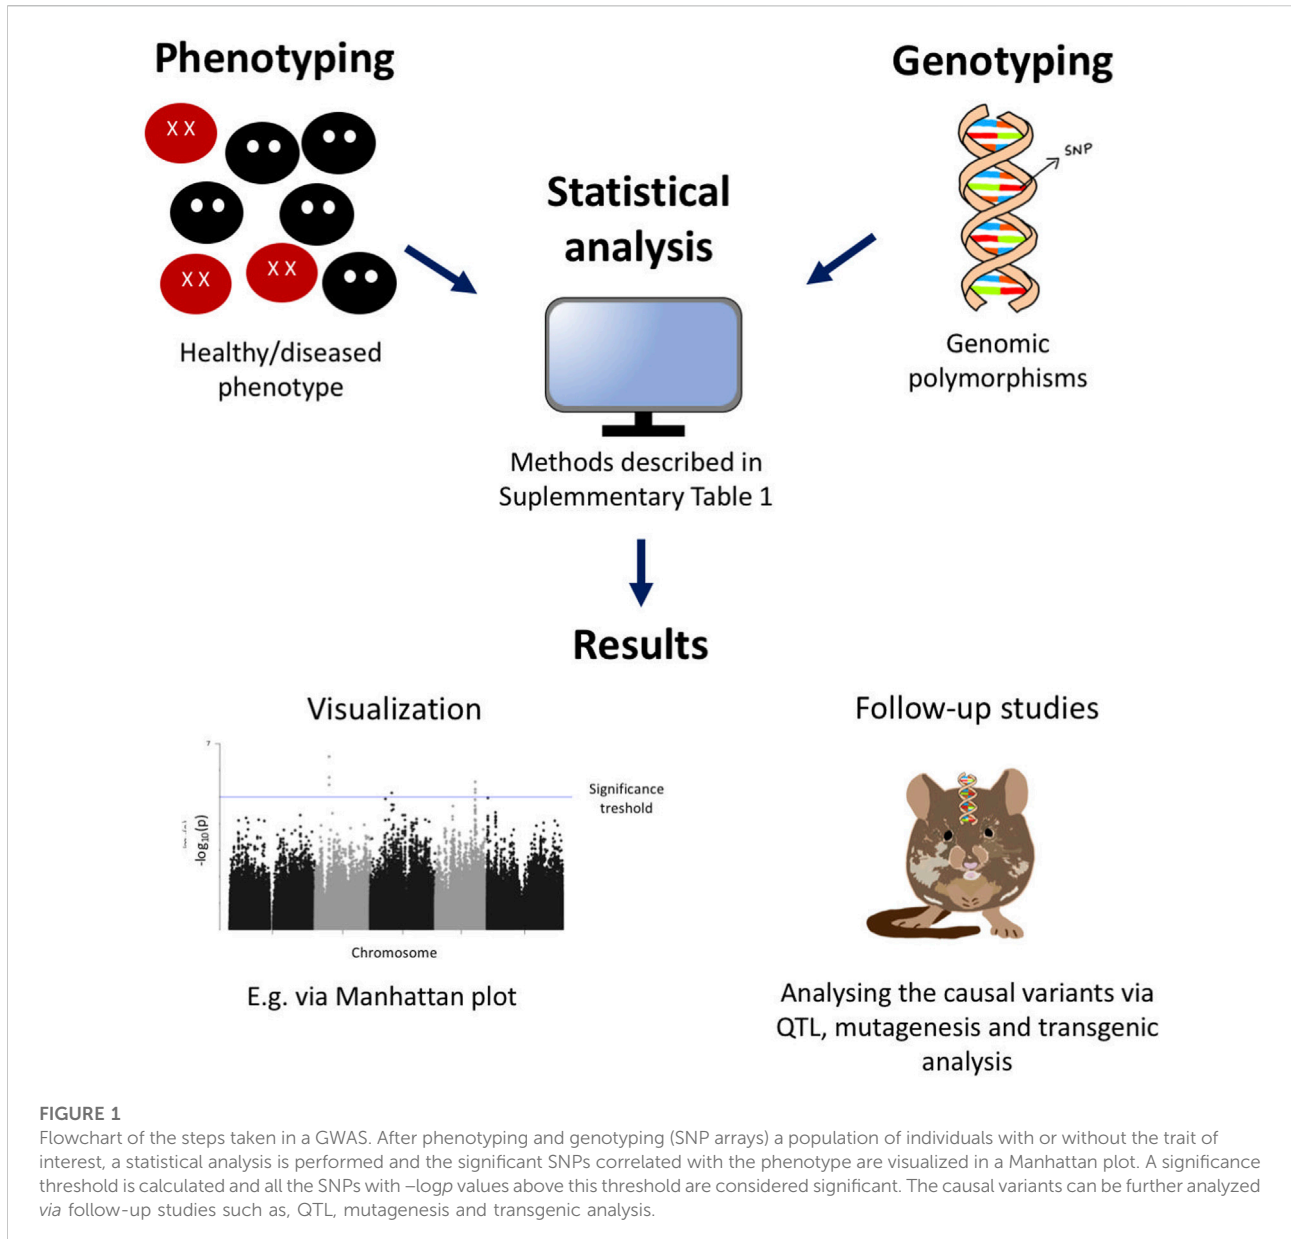 Phenotyping
X X
X X
X X
Healthy/diseased
phenotype
Genotyping
SNP
Genomic
polymorphisms
Statistical
analysis
Methods described in
Suplemmentary Table 1
Results
Visualization
7
-log10(p)
Significance
treshold
Chromosome
E.g. via Manhattan plot
Follow-up studies
Analysing the causal variants via
QTL, mutagenesis and transgenic
analysis
FIGURE 1
Flowchart of the steps taken in a GWAS. After phenotyping and genotyping (SNP arrays) a population of individuals with or without the trait of
interest, a statistical analysis is performed and the significant SNPs correlated with the phenotype are visualized in a Manhattan plot. A significance
threshold is calculated and all the SNPs with –logp values above this threshold are considered significant. The causal variants can be further analyzed
via follow-up studies such as, QTL, mutagenesis and transgenic analysis.